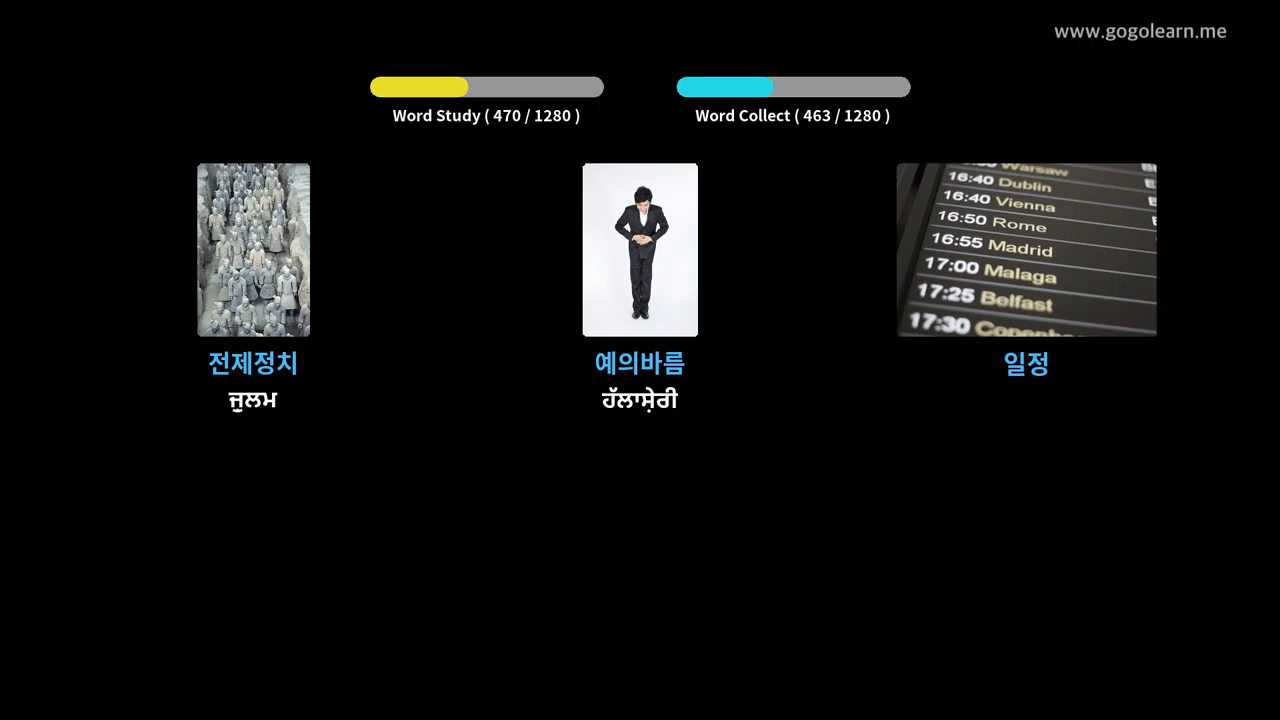 www.gogolearn.me
Word Study ( 470 / 1280 )
Word Collect ( 463 / 1280 )
Warsaw
16:40 Dublin
16:40 Vienna
16:50 Rome
16:55 Madrid
17:00 Malaga
17:25 Belfast
17:30
전제정치
예의바름
일정
ਜੁਲਮ
ਹੱਲਾਸ਼ੇਰੀ